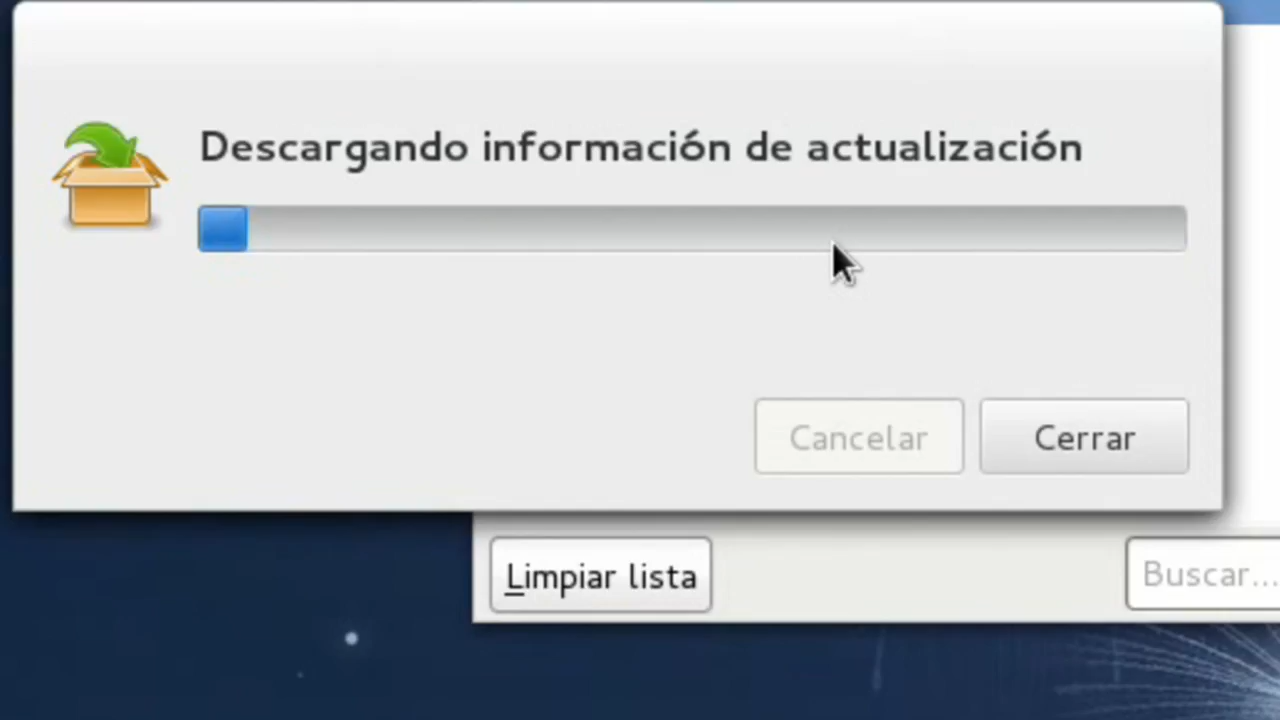 Descargando información de actualización
Cancelar
Cerrar
Limpiar lista
Buscar...